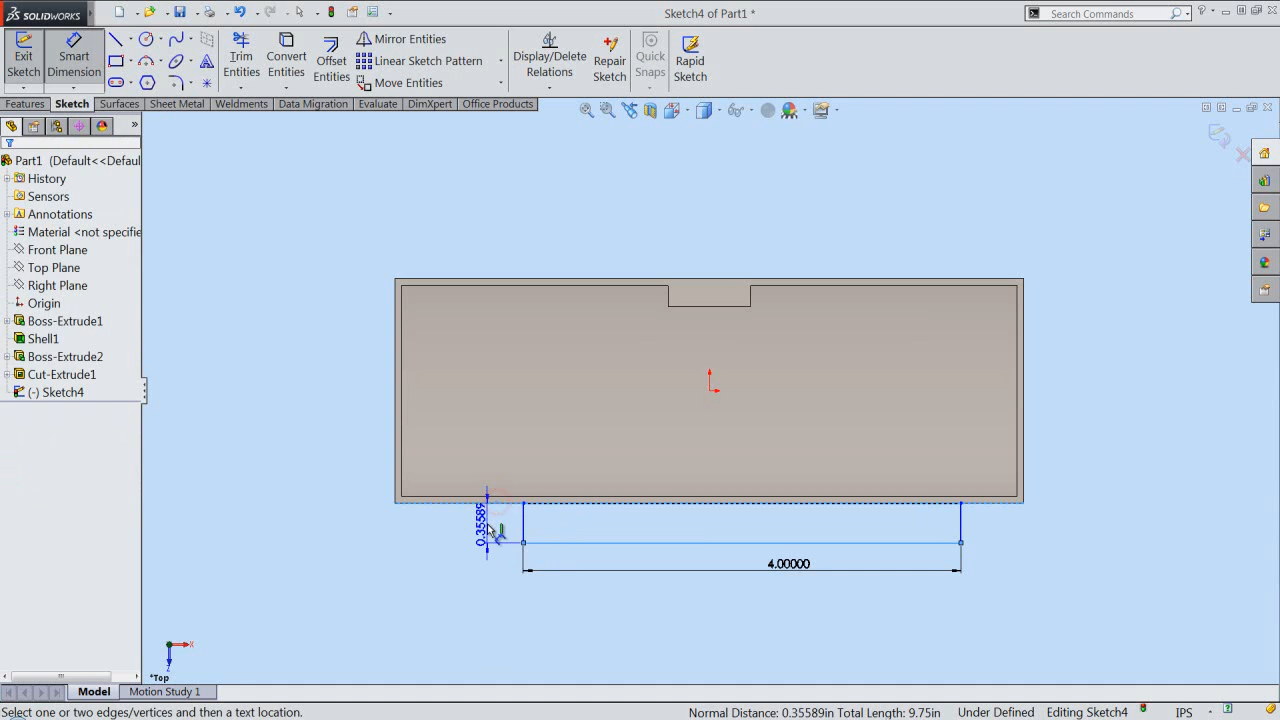 SOLIDWORKS
Sketch4 of Part1 *
Search Commands
Exit Sketch
Smart Dimension
Trim Entities
Convert Entities
Offset Entities
Mirror Entities
Linear Sketch Pattern
Move Entities
Display/Delete Relations
Repair Sketch
Quick Snaps
Rapid Sketch
Features Sketch Surfaces Sheet Metal Weldments Data Migration Evaluate DimXpert Office Products
Part1 (Default<<Defaul
History
Sensors
Annotations
Material <not specifie
Front Plane
Top Plane
Right Plane
Origin
Boss-Extrude1
Shell1
Boss-Extrude2
Cut-Extrude1
(-) Sketch4
0.35589
4.00000
X
Z
*Top
Model Motion Study 1
Select one or two edges/vertices and then a text location. Normal Distance: 0.35589in Total Length: 9.75in Under Defined Editing Sketch4 IPS